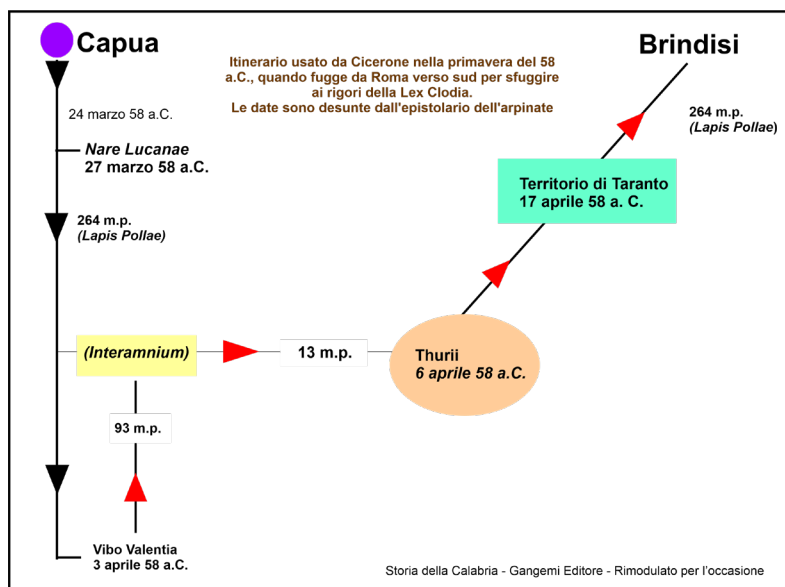 Capua
Itinerario usato da Cicerone nella primavera del 58
a.C., quando fugge da Roma verso sud per sfuggire
ai rigori della Lex Clodia.
Le date sono desunte dall'epistolario dell'arpinate
Brindisi
24 marzo 58 a.C.
264 m.p.
(Lapis Pollae)
Nare Lucanae
27 marzo 58 a.C.
Territorio di Taranto
17 aprile 58 a. C.
264 m.p.
(Lapis Pollae)
(Interamnium)
13 m.p.
Thurii
6 aprile 58 a.C.
93 m.p.
Vibo Valentia
3 aprile 58 a.C.
Storia della Calabria - Gangemi Editore - Rimodulato per l'occasione